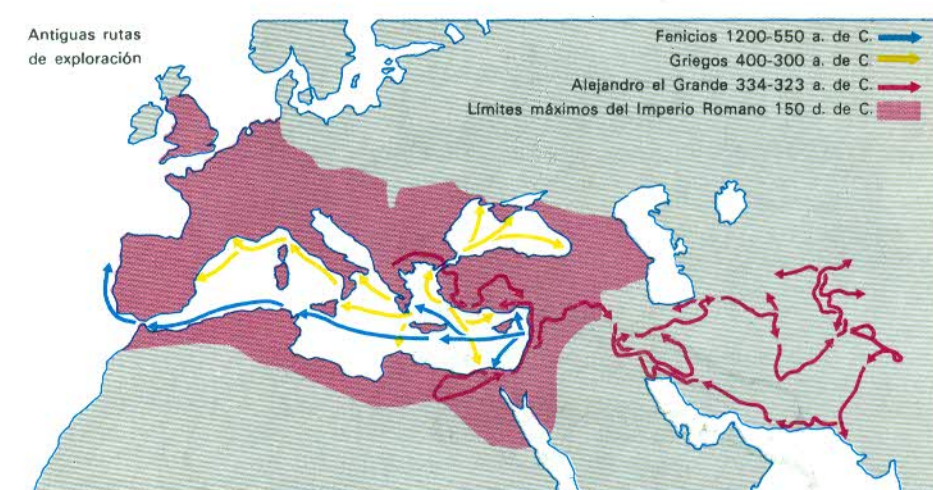 Antiguas rutas
de exploración
Fenicios 1200-550 a. de C.
Griegos 400-300 a. de C.
Alejandro el Grande 334-323 a. de C.
Límites máximos del Imperio Romano 150 d. de C.